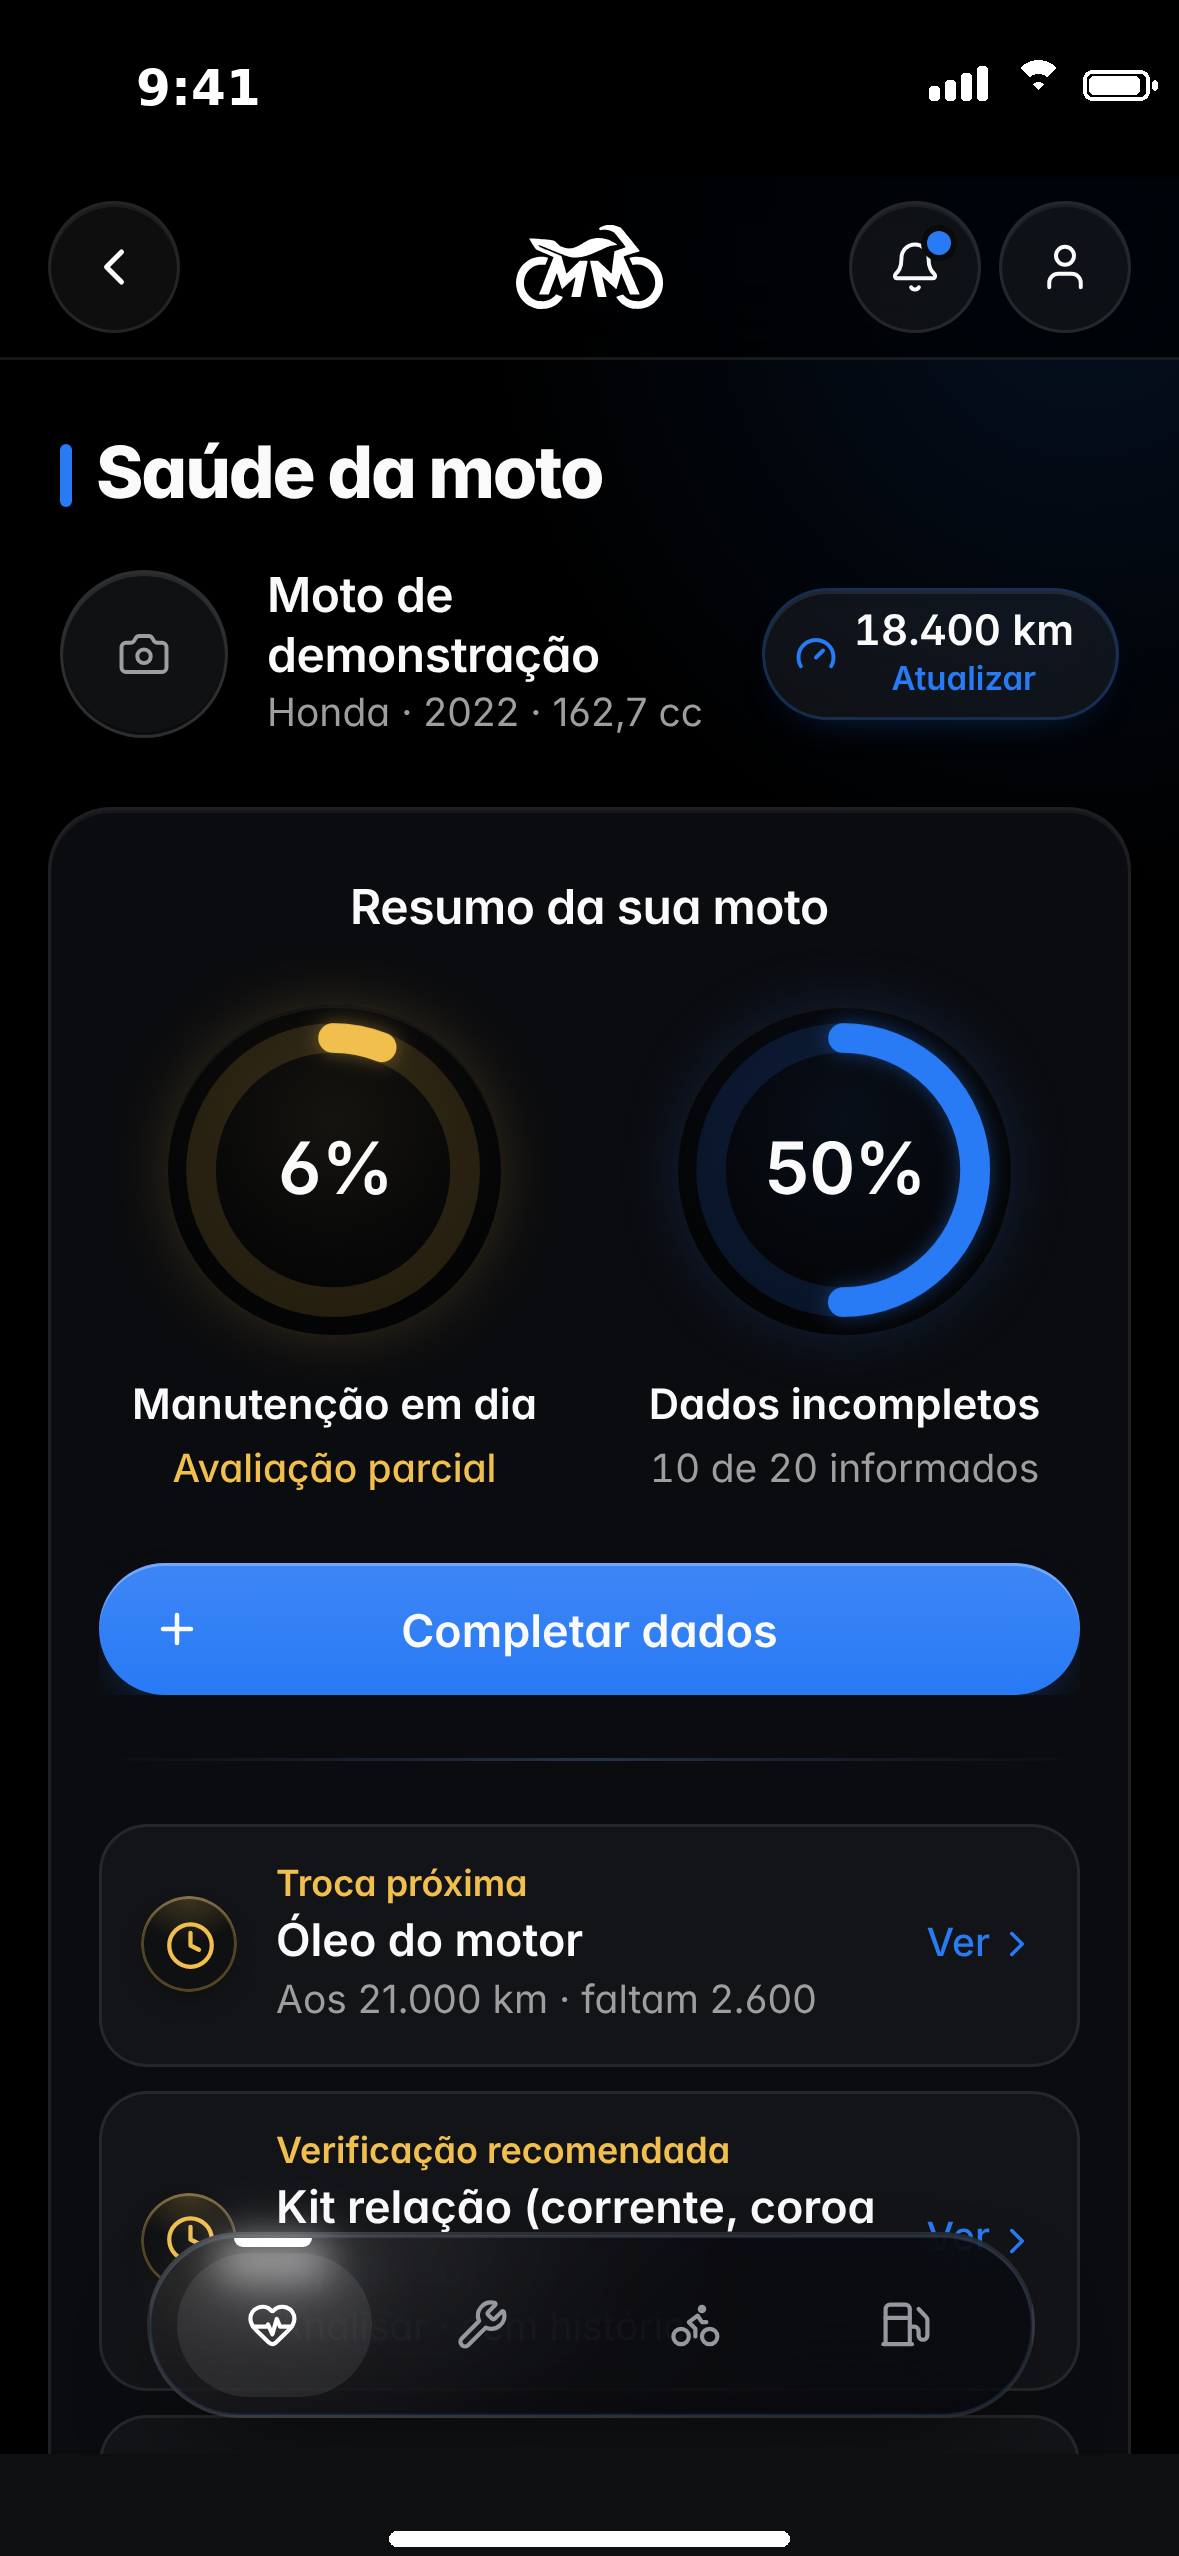 9:41
MM
Saúde da moto
Moto de
demonstração
Honda · 2022 · 162,7 cc
18.400 km
Atualizar
Resumo da sua moto
6%
50%
Manutenção em dia
Dados incompletos
Avaliação parcial
10 de 20 informados
Completar dados
Troca próxima
Óleo do motor
Aos 21.000 km · faltam 2.600
Ver
Verificação recomendada
Kit relação (corrente, coroa
Ver